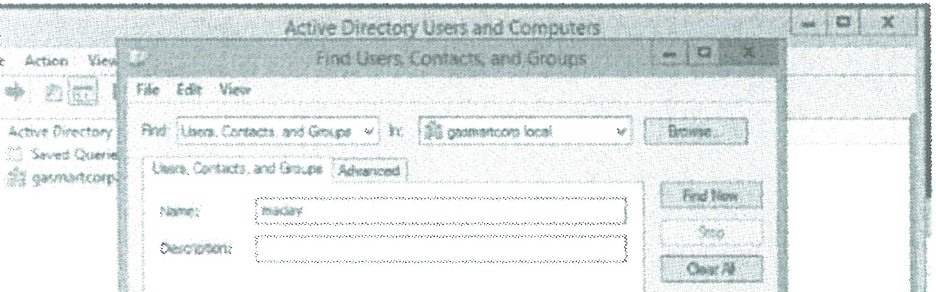 Active Directory Users and Computers
Find Users, Contacts, and Groups
Action View
File Edit View
Active Directory
Find: Users, Contacts, and Groups In: gasmartcorp.local Browse...
Saved Querie
gasmartcorp.
Users, Contacts, and Groups Advanced
Name: Find Now
Description: Stop
Clear All